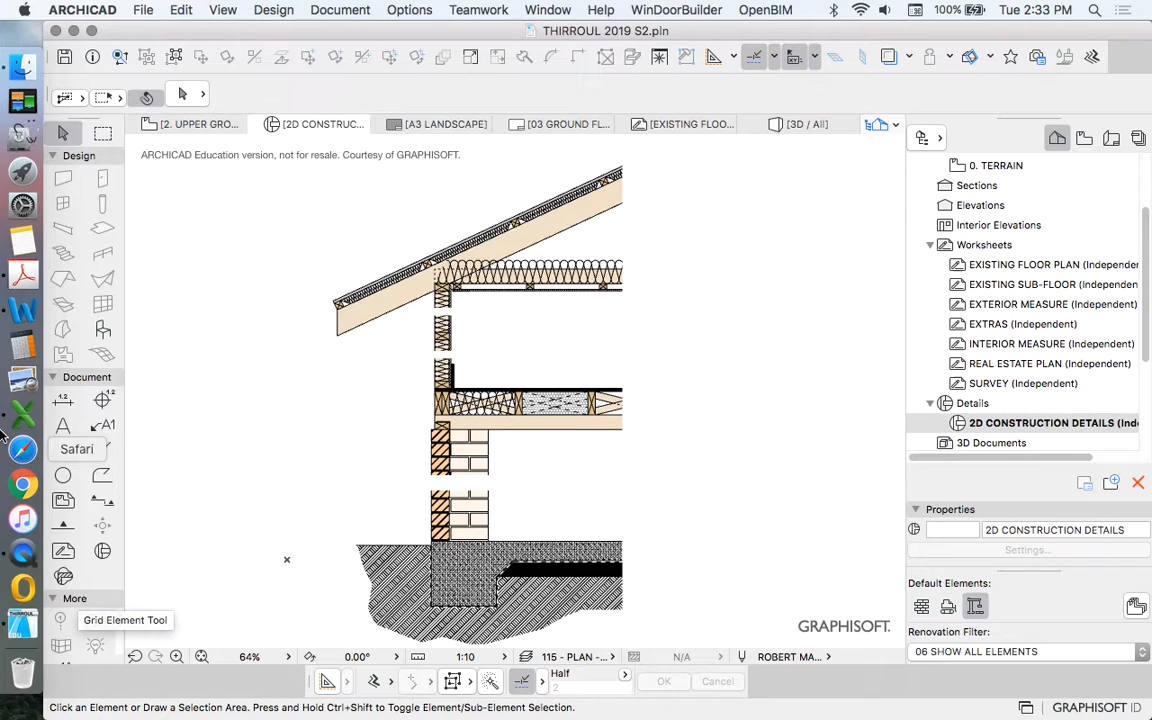 ARCHICAD File Edit View Design Document Options Teamwork Window Help WinDoorBuilder OpenBIM 100% Tue 2:33 PM
THIRROUL 2019 S2.pln
[2. UPPER GRO... [2D CONSTRUC... [A3 LANDSCAPE] [03 GROUND FL... [EXISTING FLOO... [3D / All]
ARCHICAD Education version, not for resale. Courtesy of GRAPHISOFT.
Design
Document
Safari
More
Grid Element Tool
0. TERRAIN
Sections
Elevations
Interior Elevations
Worksheets
EXISTING FLOOR PLAN (Independer
EXISTING SUB-FLOOR (Independer
EXTERIOR MEASURE (Independer
EXTRAS (Independent)
INTERIOR MEASURE (Independent)
REAL ESTATE PLAN (Independent)
SURVEY (Independent)
Details
2D CONSTRUCTION DETAILS (Ind
3D Documents
Properties
2D CONSTRUCTION DETAILS
Settings...
Default Elements:
Renovation Filter:
06 SHOW ALL ELEMENTS
GRAPHISOFT.
64% 0.00° 1:10 115 - PLAN -... N/A ROBERT MA...
Half
2
OK Cancel
Click an Element or Draw a Selection Area. Press and Hold Ctrl+Shift to Toggle Element/Sub-Element Selection.
GRAPHISOFT ID